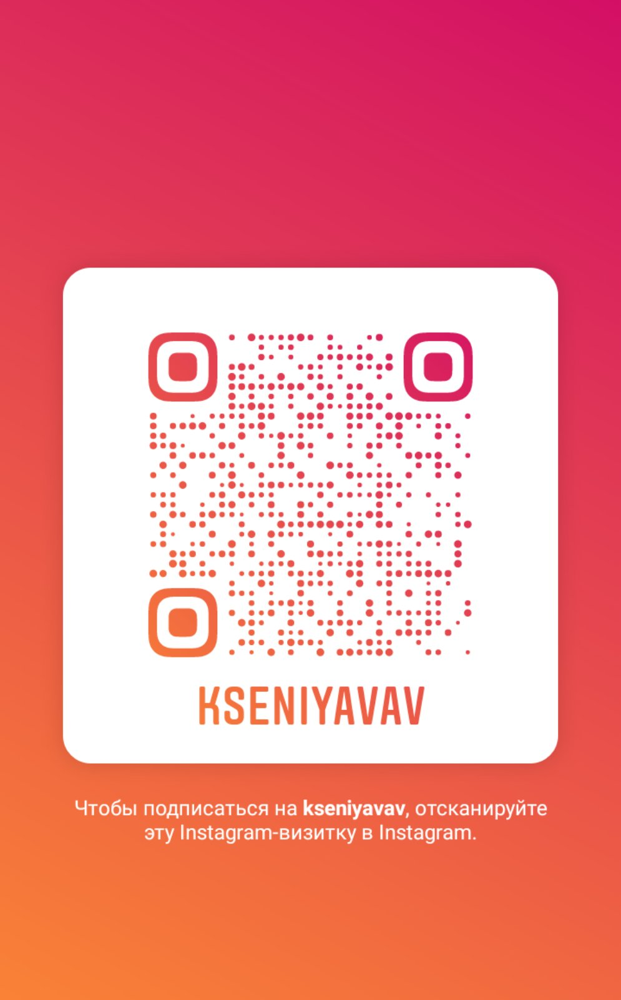 KSENIYAVAV
Чтобы подписаться на kseniyavav, отсканируйте
эту Instagram-визитку в Instagram.